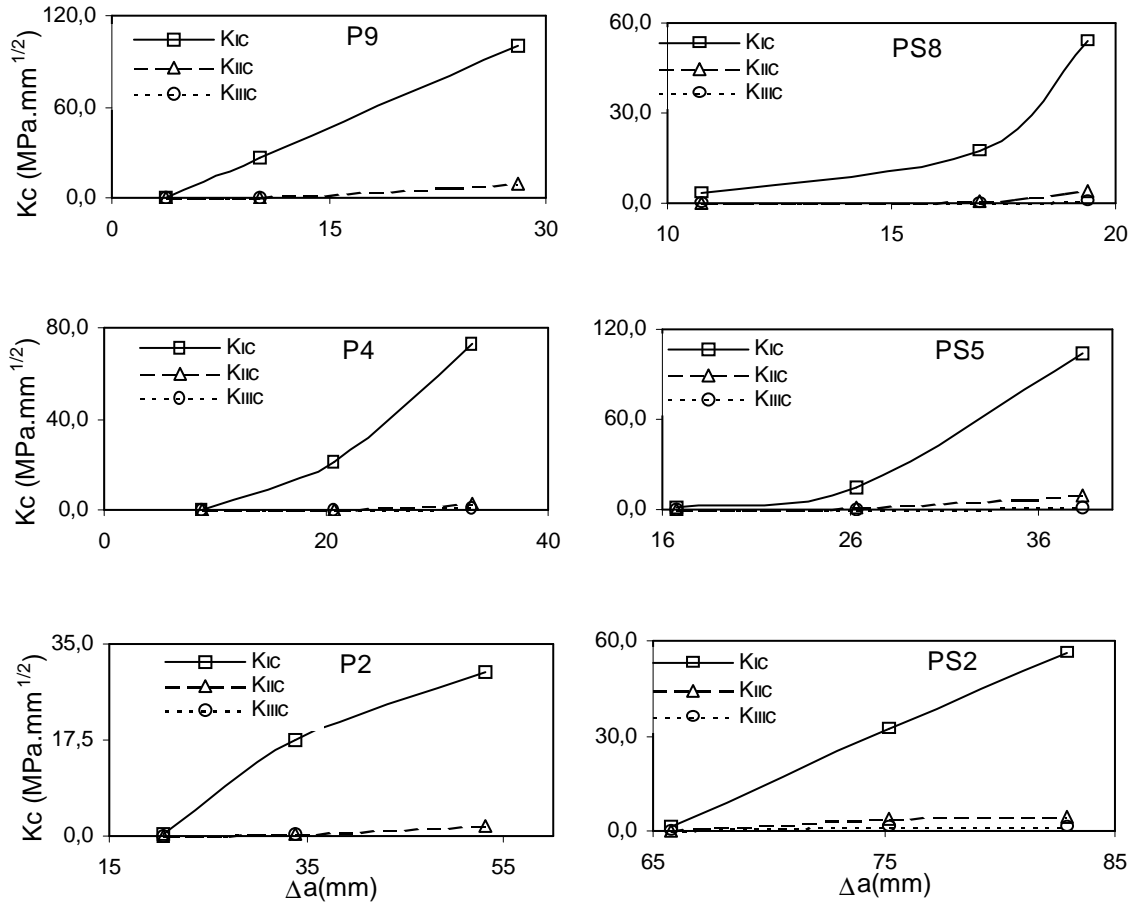 120,0
60,0
0,0
Kc (MPa.mm 1/2)
P9
KIC
KIIC
KIIIC
0
15
30
60,0
30,0
0,0
PS8
KIC
KIIC
KIIIC
10
15
20
80,0
40,0
0,0
Kc (MPa.mm 1/2)
P4
KIC
KIIC
KIIIC
0
20
40
120,0
60,0
0,0
PS5
KIC
KIIC
KIIIC
16
26
36
35,0
17,5
0,0
Kc (MPa.mm 1/2)
P2
KIC
KIIC
KIIIC
15
35
55
Δa(mm)
60,0
30,0
0,0
PS2
KIC
KIIC
KIIIC
65
75
85
Δa(mm)